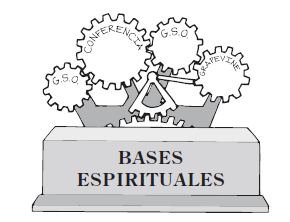 CONFERENCIA
G.S.O.
G.S.O.
GRAPEVINE
BASES
ESPIRITUALES